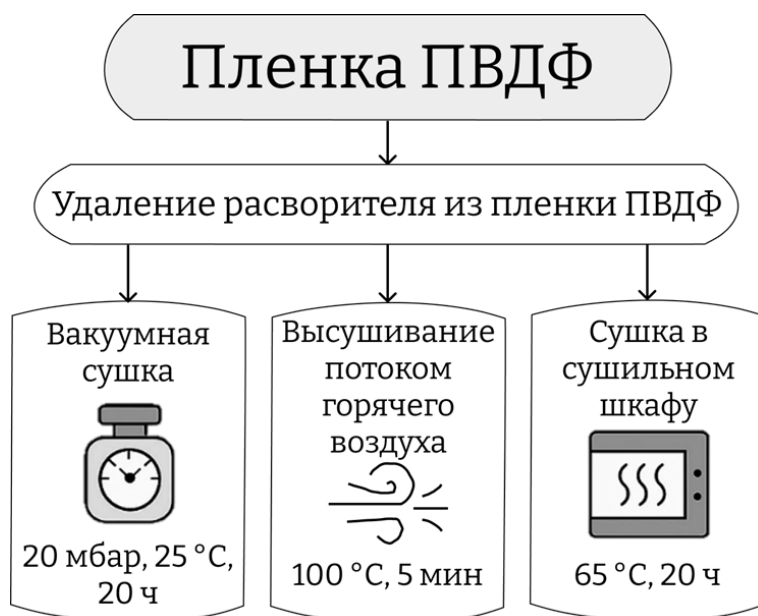 Пленка ПВДФ
Удаление расворителя из пленки ПВДФ
Вакуумная
сушка
20 мбар, 25 °C,
20 ч
Высушивание
потоком
горячего
воздуха
100 °C, 5 мин
Сушка в
сушильном
шкафу
65 °C, 20 ч